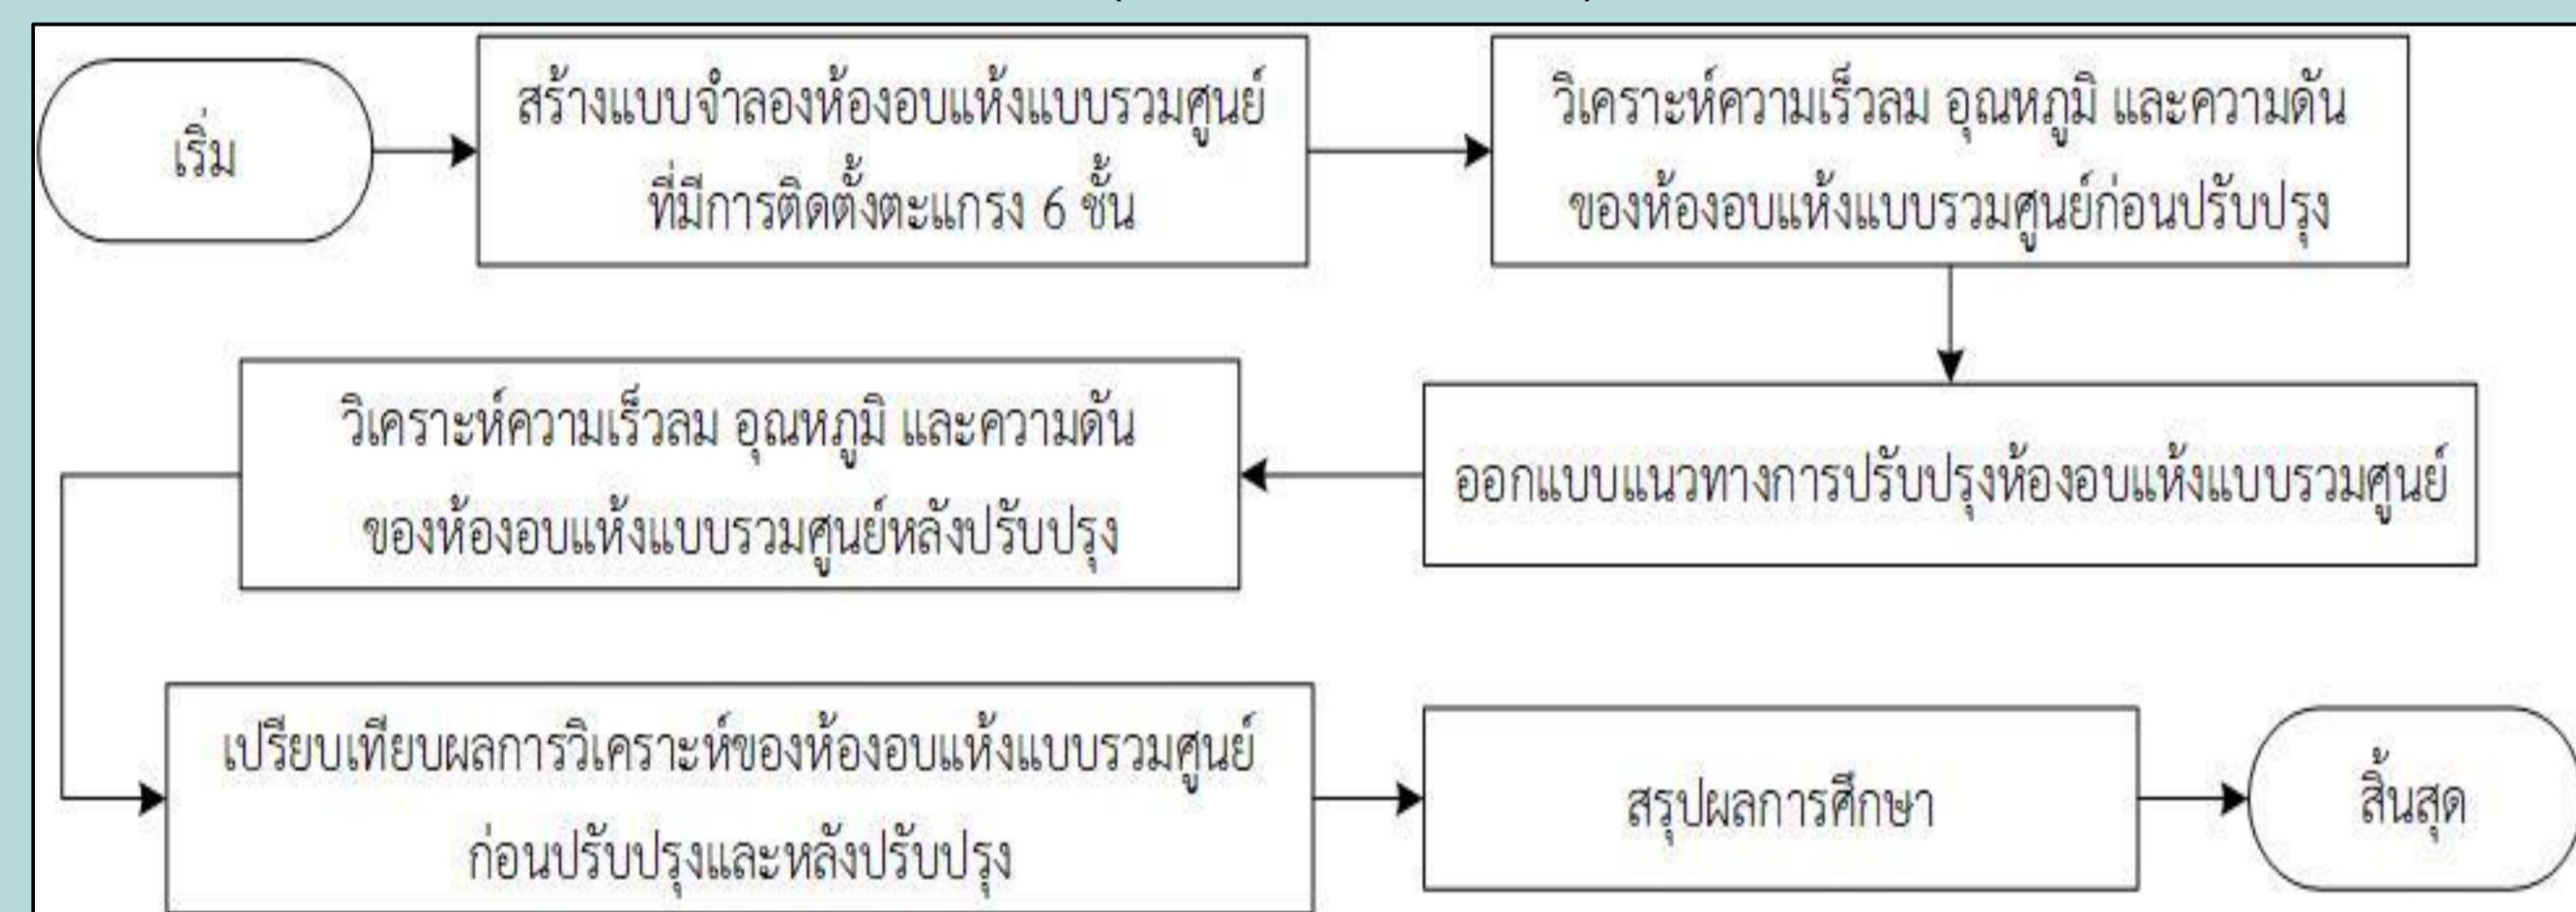 เริ่ม
สร้างแบบจำลองห้องอบแห้งแบบรวมศูนย์
ที่มีการติดตั้งตะแกรง 6 ชั้น
วิเคราะห์ความเร็วลม อุณหภูมิ และความดัน
ของห้องอบแห้งแบบรวมศูนย์ก่อนปรับปรุง
ออกแบบแนวทางการปรับปรุงห้องอบแห้งแบบรวมศูนย์
วิเคราะห์ความเร็วลม อุณหภูมิ และความดัน
ของห้องอบแห้งแบบรวมศูนย์หลังปรับปรุง
เปรียบเทียบผลการวิเคราะห์ของห้องอบแห้งแบบรวมศูนย์
ก่อนปรับปรุงและหลังปรับปรุง
สรุปผลการศึกษา
สิ้นสุด